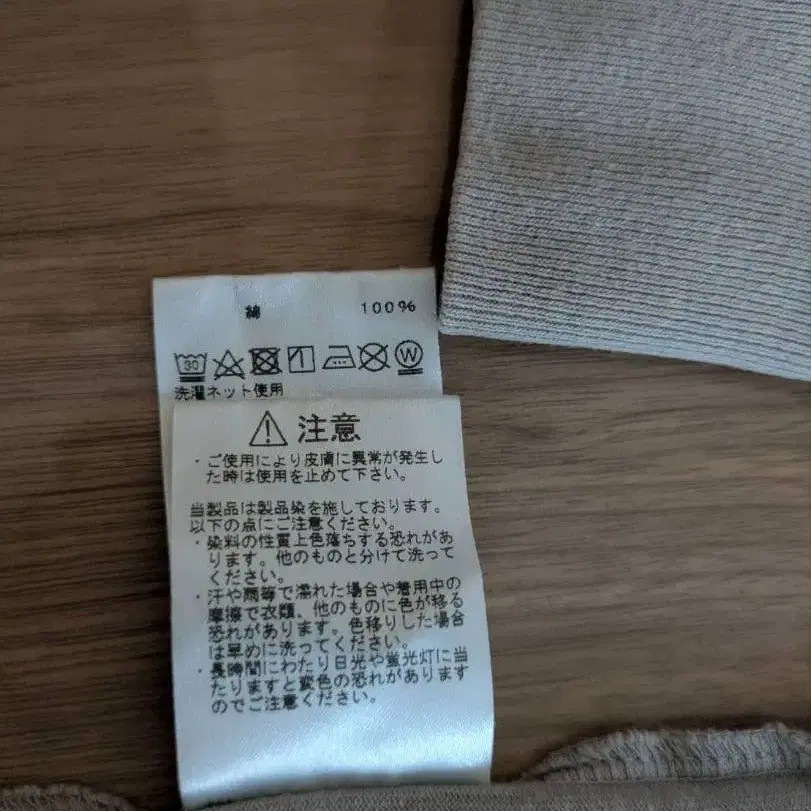 綿 100%
30 W
洗濯ネット使用
注意
・ご使用により皮膚に異常が発生し
た時は使用を止めて下さい。
当製品は製品染を施しております。
以下の点にご注意ください。
・染料の性質上色落ちする恐れがあ
ります。他のものと分けて洗って
ください。
・汗や雨等で濡れた場合や着用中の
摩擦で衣類、他のものに色が移る
恐れがあります。色移りした場合
は早めに洗ってください。
・長時間にわたり日光や蛍光灯に当
たりますと変色の恐れがあります
のでご注意ください。